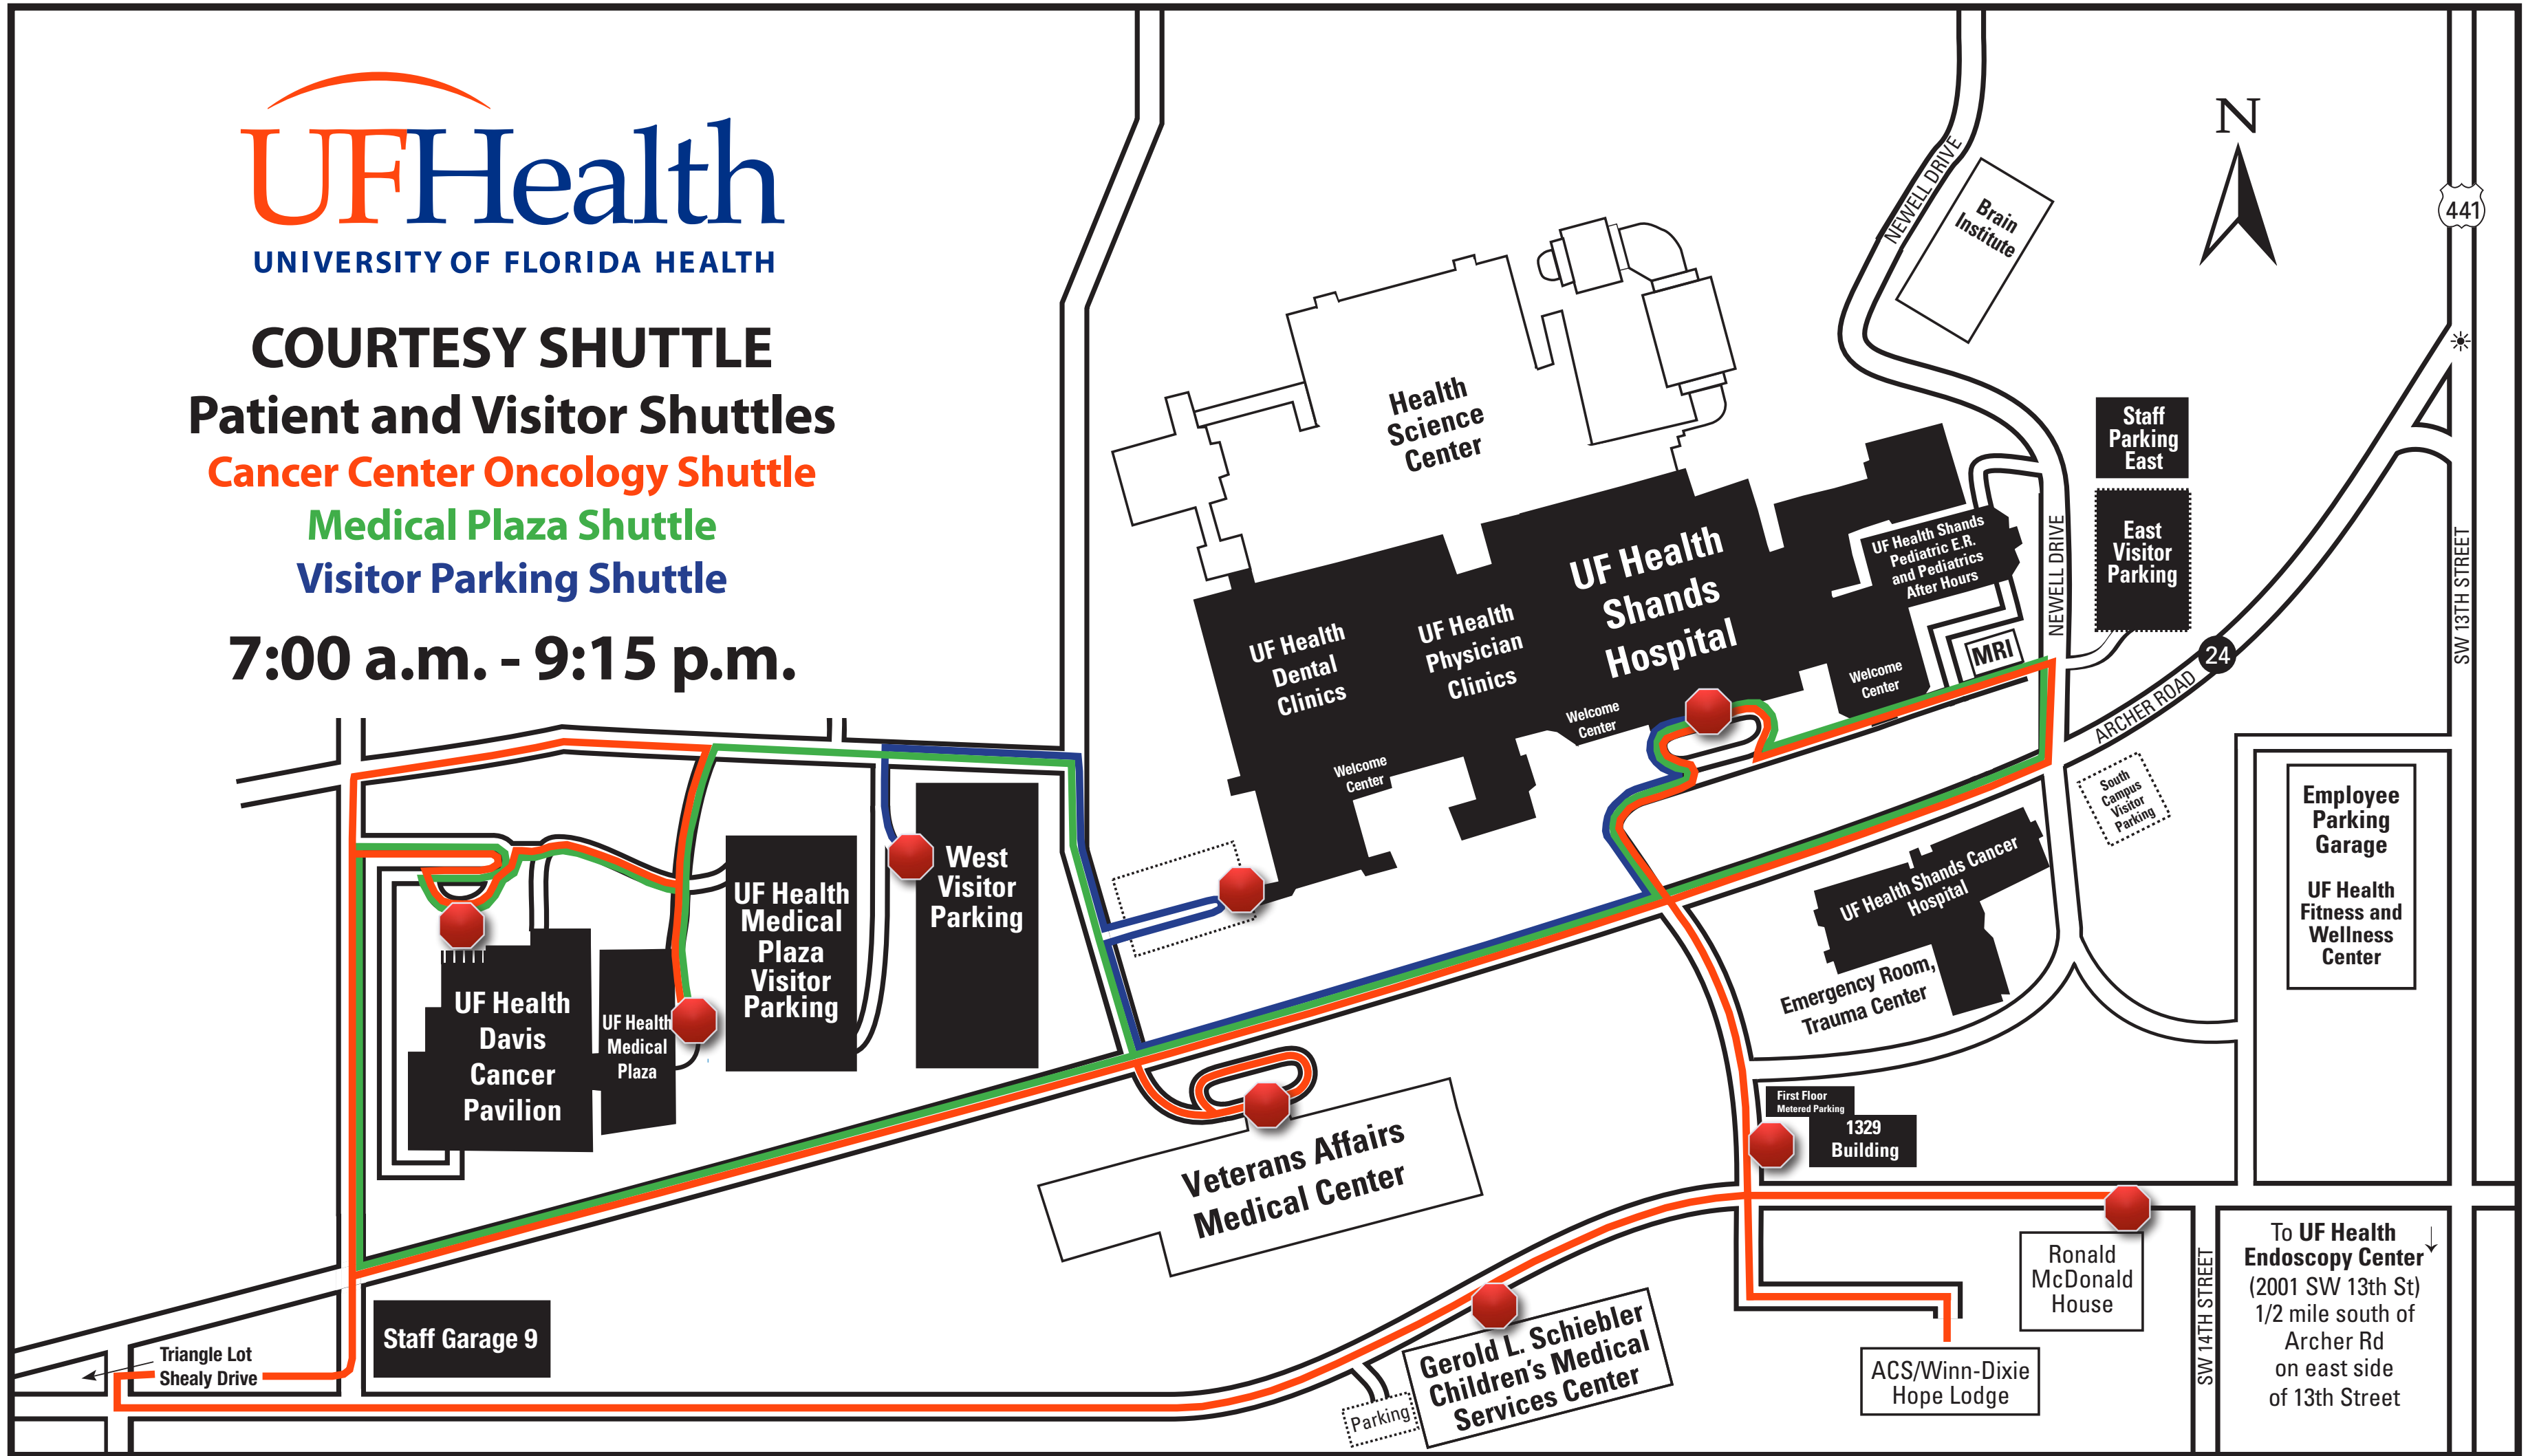 UFHealth
UNIVERSITY OF FLORIDA HEALTH
COURTESY SHUTTLE
Patient and Visitor Shuttles
Cancer Center Oncology Shuttle
Medical Plaza Shuttle
Visitor Parking Shuttle
7:00 a.m. - 9:15 p.m.
N
441
NEWELL DRIVE
Brain
Institute
Health
Science
Center
Staff
Parking
East
East
Visitor
Parking
NEWELL DRIVE
SW 13TH STREET
24
ARCHER ROAD
UF Health Shands
Pediatric E.R.
and Pediatrics
After Hours
MRI
UF Health
Shands
Hospital
UF Health
Physician
Clinics
UF Health
Dental
Clinics
Welcome
Center
Welcome
Center
Welcome
Center
South
Campus
Visitor
Parking
Employee
Parking
Garage
UF Health
Fitness and
Wellness
Center
UF Health Shands Cancer
Hospital
Emergency Room,
Trauma Center
West
Visitor
Parking
UF Health
Medical
Plaza
Visitor
Parking
UF Health
Davis
Cancer
Pavilion
UF Health
Medical
Plaza
First Floor
Metered Parking
1329
Building
Veterans Affairs
Medical Center
Staff Garage 9
Triangle Lot
Shealy Drive
Gerold L. Schiebler
Children's Medical
Services Center
Parking
Ronald
McDonald
House
ACS/Winn-Dixie
Hope Lodge
SW 14TH STREET
To UF Health
Endoscopy Center
(2001 SW 13th St)
1/2 mile south of
Archer Rd
on east side
of 13th Street